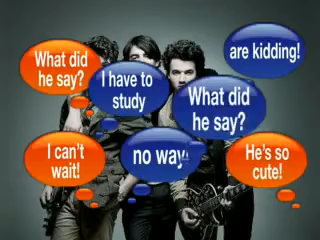 What did
he say?
I have to
study
are kidding!
What did
he say?
I can't
wait!
no way
He's so
cute!